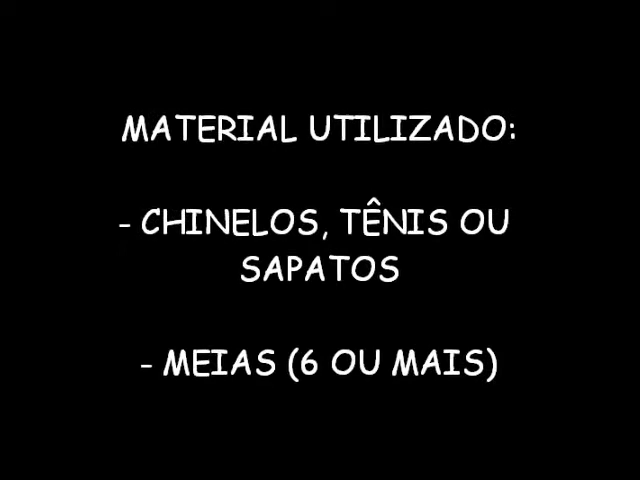 MATERIAL UTILIZADO:
- CHINELOS, TÊNIS OU
SAPATOS
- MEIAS (6 OU MAIS)